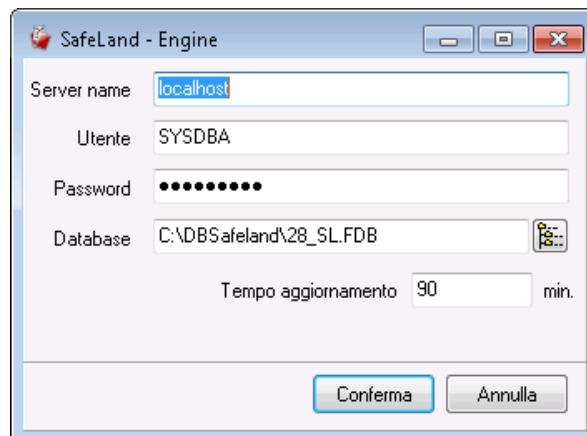 SafeLand - Engine
Server name localhost
Utente SYSDBA
Password •••••••••
Database C:\DBSafeland\28_SL.FDB
Tempo aggiornamento 90 min.
Conferma Annulla